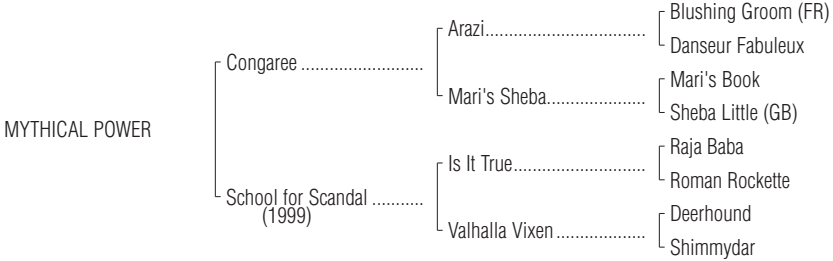 Blushing Groom (FR)
Arazi
Danseur Fabuleux
Congaree
Mari's Book
Mari's Sheba
Sheba Little (GB)
MYTHICAL POWER
Raja Baba
Is It True
Roman Rockette
School for Scandal
(1999)
Deerhound
Valhalla Vixen
Shimmydar